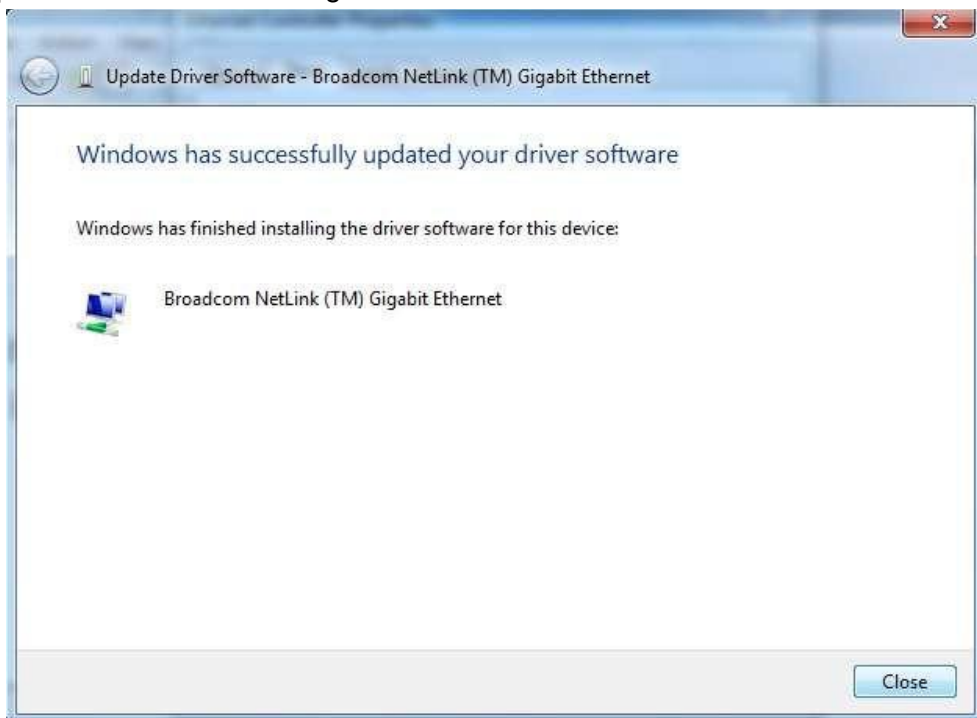 Update Driver Software - Broadcom NetLink (TM) Gigabit Ethernet
Windows has successfully updated your driver software
Windows has finished installing the driver software for this device:
Broadcom NetLink (TM) Gigabit Ethernet
Close